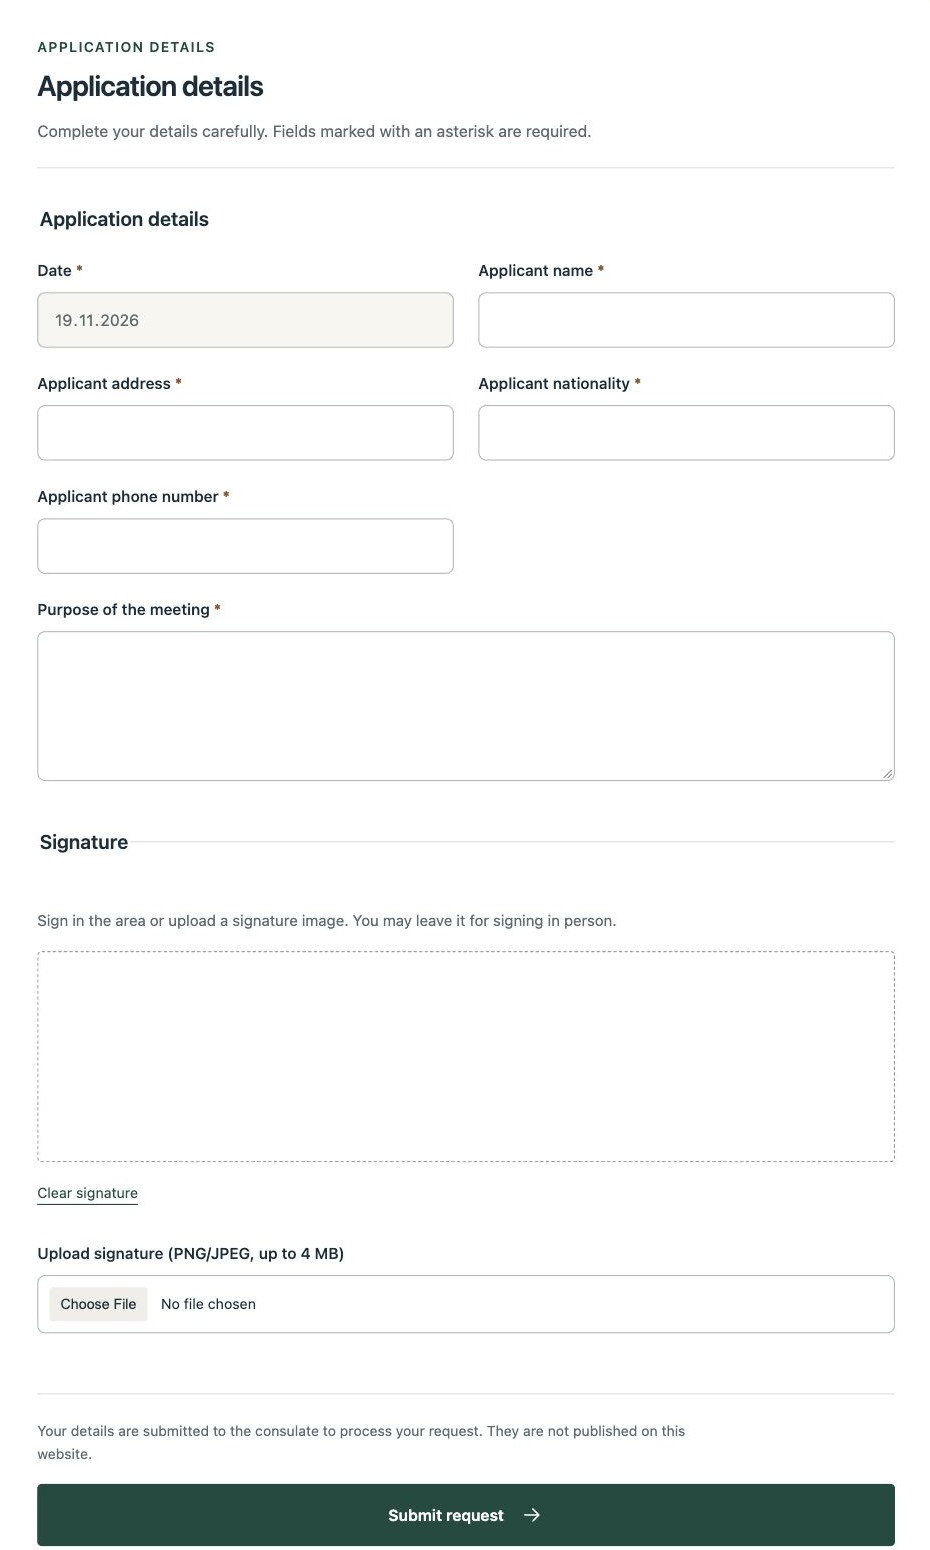 APPLICATION DETAILS
Application details
Complete your details carefully. Fields marked with an asterisk are required.
Application details
Date *
Applicant name *
19.11.2026
Applicant address *
Applicant nationality *
Applicant phone number *
Purpose of the meeting *
Signature
Sign in the area or upload a signature image. You may leave it for signing in person.
Clear signature
Upload signature (PNG/JPEG, up to 4 MB)
Choose File No file chosen
Your details are submitted to the consulate to process your request. They are not published on this
website.
Submit request →